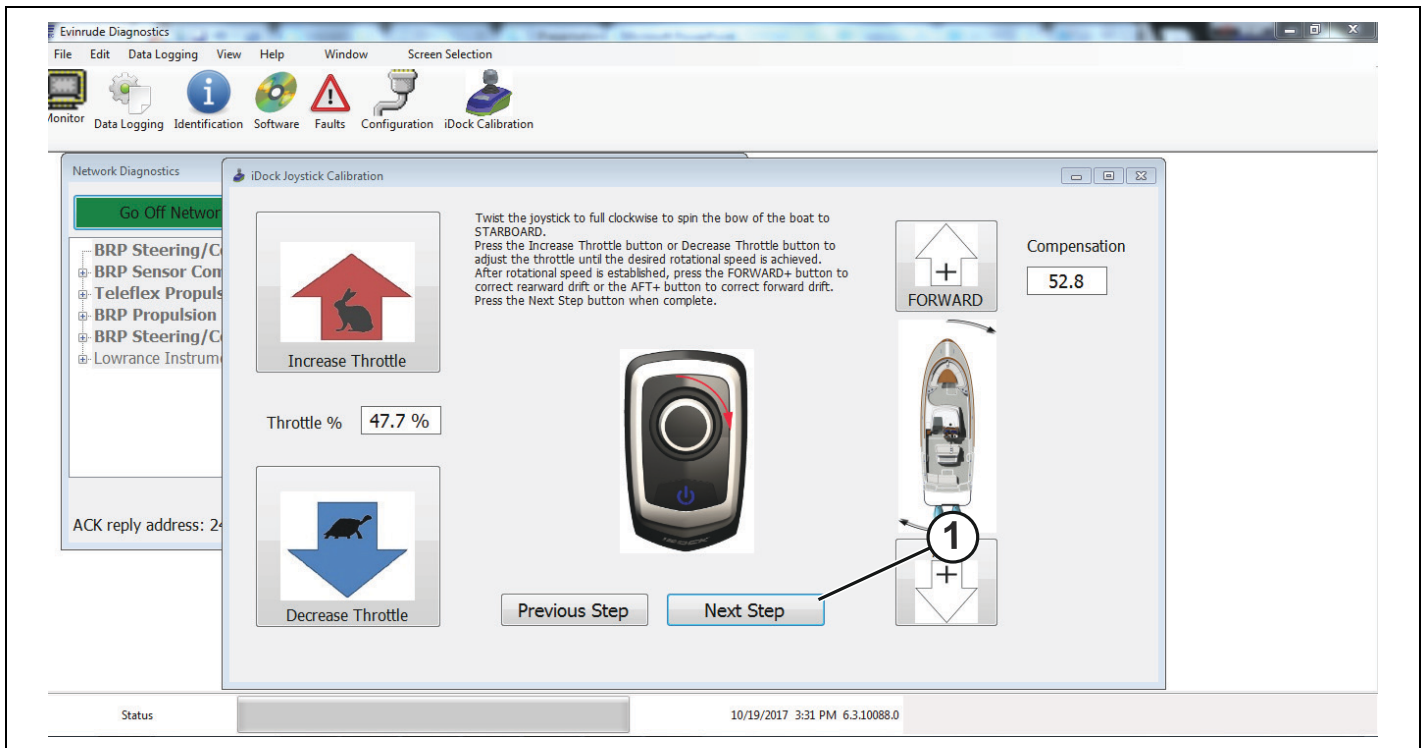 Evinrude Diagnostics
File Edit Data Logging View Help Window Screen Selection
Monitor Data Logging Identification Software Faults Configuration iDock Calibration
Network Diagnostics
Go Off Networ
BRP Steering/C
BRP Sensor Con
Teleflex Propuls
BRP Propulsion
BRP Steering/C
Lowrance Instrume
ACK reply address: 24
iDock Joystick Calibration
Increase Throttle
Throttle % 47.7 %
Decrease Throttle
Twist the joystick to full clockwise to spin the bow of the boat to
STARBOARD.
Press the Increase Throttle button or Decrease Throttle button to
adjust the throttle until the desired rotational speed is achieved.
After rotational speed is established, press the FORWARD+ button to
correct rearward drift or the AFT+ button to correct forward drift.
Press the Next Step button when complete.
IDOCK
Previous Step Next Step
+
FORWARD
Compensation
52.8
1
+
Status 10/19/2017 3:31 PM 6.3.10088.0